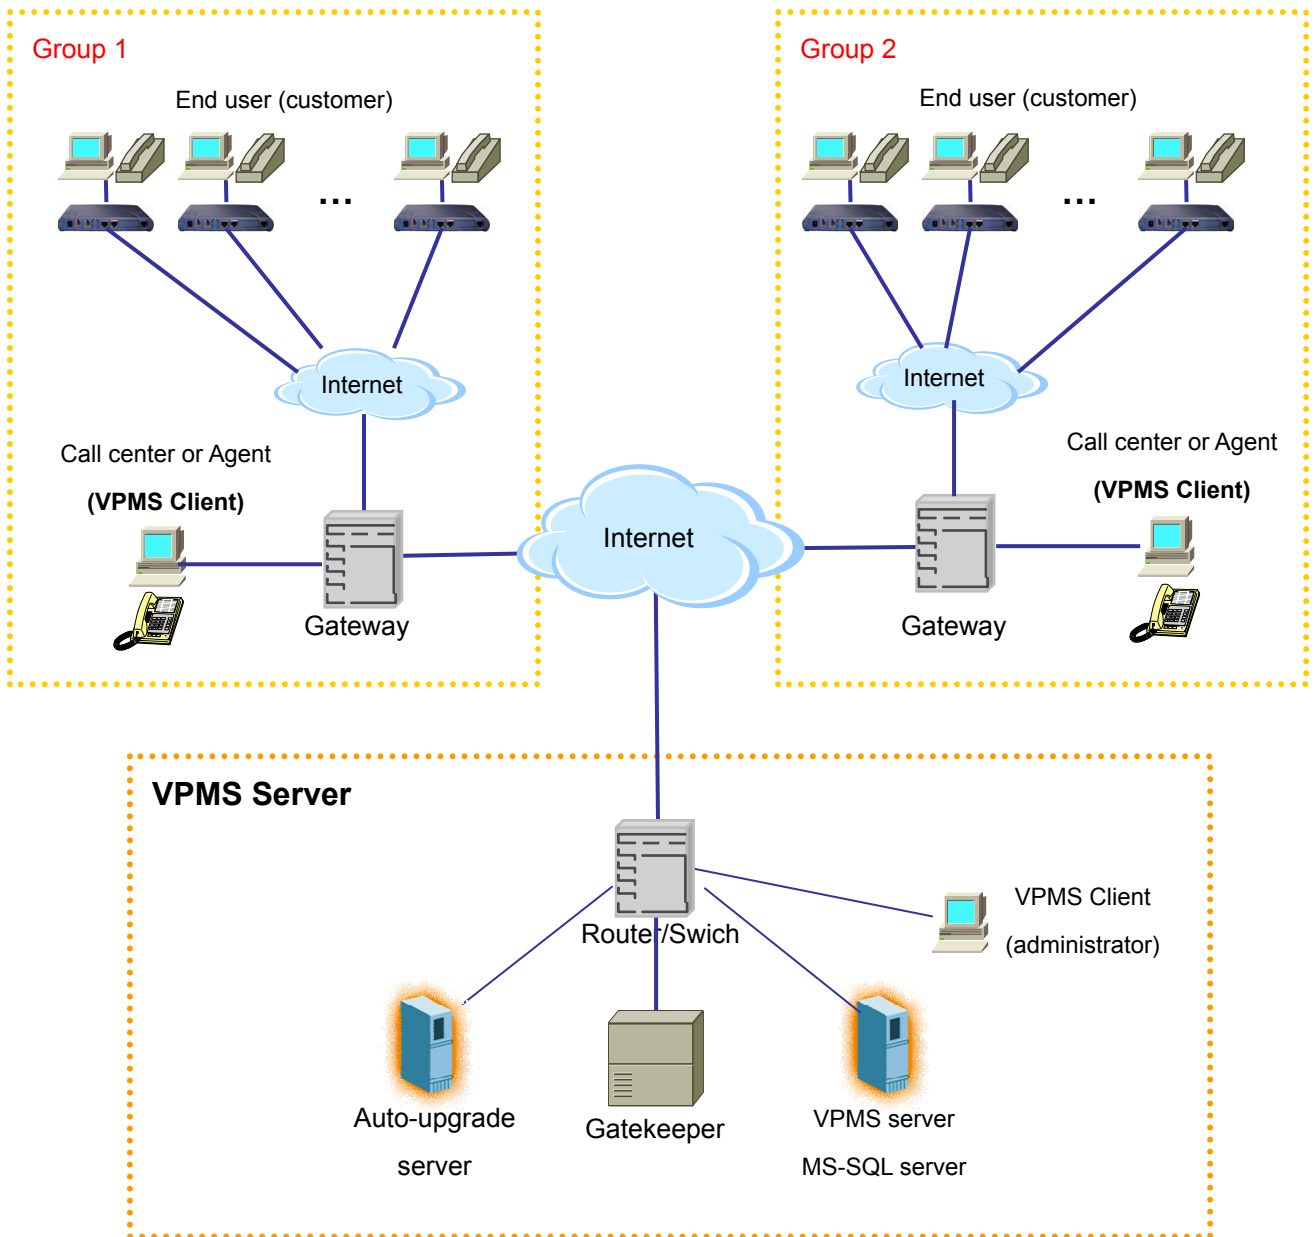 Group 1
End user (customer)
...
Internet
Call center or Agent
(VPMS Client)
Gateway
Group 2
End user (customer)
...
Internet
Call center or Agent
(VPMS Client)
Gateway
Internet
VPMS Server
Router/Swich
VPMS Client
(administrator)
Auto-upgrade
server
Gatekeeper
VPMS server
MS-SQL server